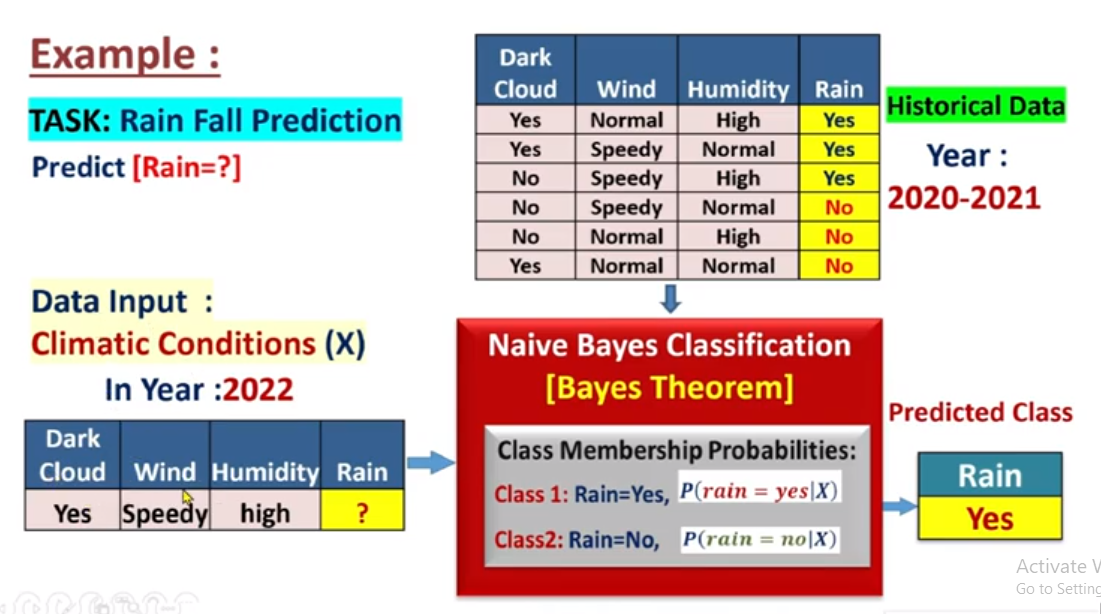 Example :
TASK: Rain Fall Prediction
Predict [Rain=?]
Dark Cloud Wind Humidity Rain
Yes Normal High Yes
Yes Speedy Normal Yes
No Speedy High Yes
No Speedy Normal No
No Normal High No
Yes Normal Normal No
Historical Data
Year :
2020-2021
Data Input :
Climatic Conditions (X)
In Year :2022
Dark Cloud Wind Humidity Rain
Yes Speedy high ?
Naive Bayes Classification
[Bayes Theorem]
Class Membership Probabilities:
Class 1: Rain=Yes, P(rain = yes|X)
Class2: Rain=No, P(rain = no|X)
Predicted Class
Rain
Yes
Activate
Go to Setting